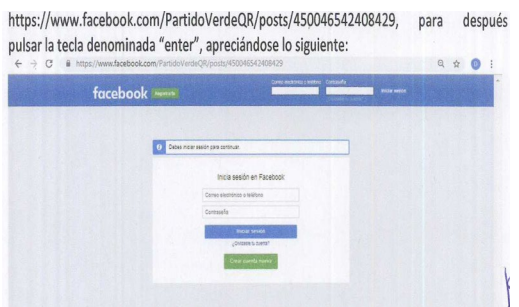 https://www.facebook.com/PartidoVerdeQR/posts/450046542408429, para después
pulsar la tecla denominada “enter”, apreciándose lo siguiente:
https://www.facebook.com/PartidoVerdeQR/posts/450046542408429
facebook Regístrate
Correo electrónico o teléfono Contraseña
Iniciar sesión
Debes iniciar sesión para continuar.
Inicia sesión en Facebook
Correo electrónico o teléfono
Contraseña
Iniciar sesión
¿Olvidaste tu cuenta?
Crear cuenta nueva